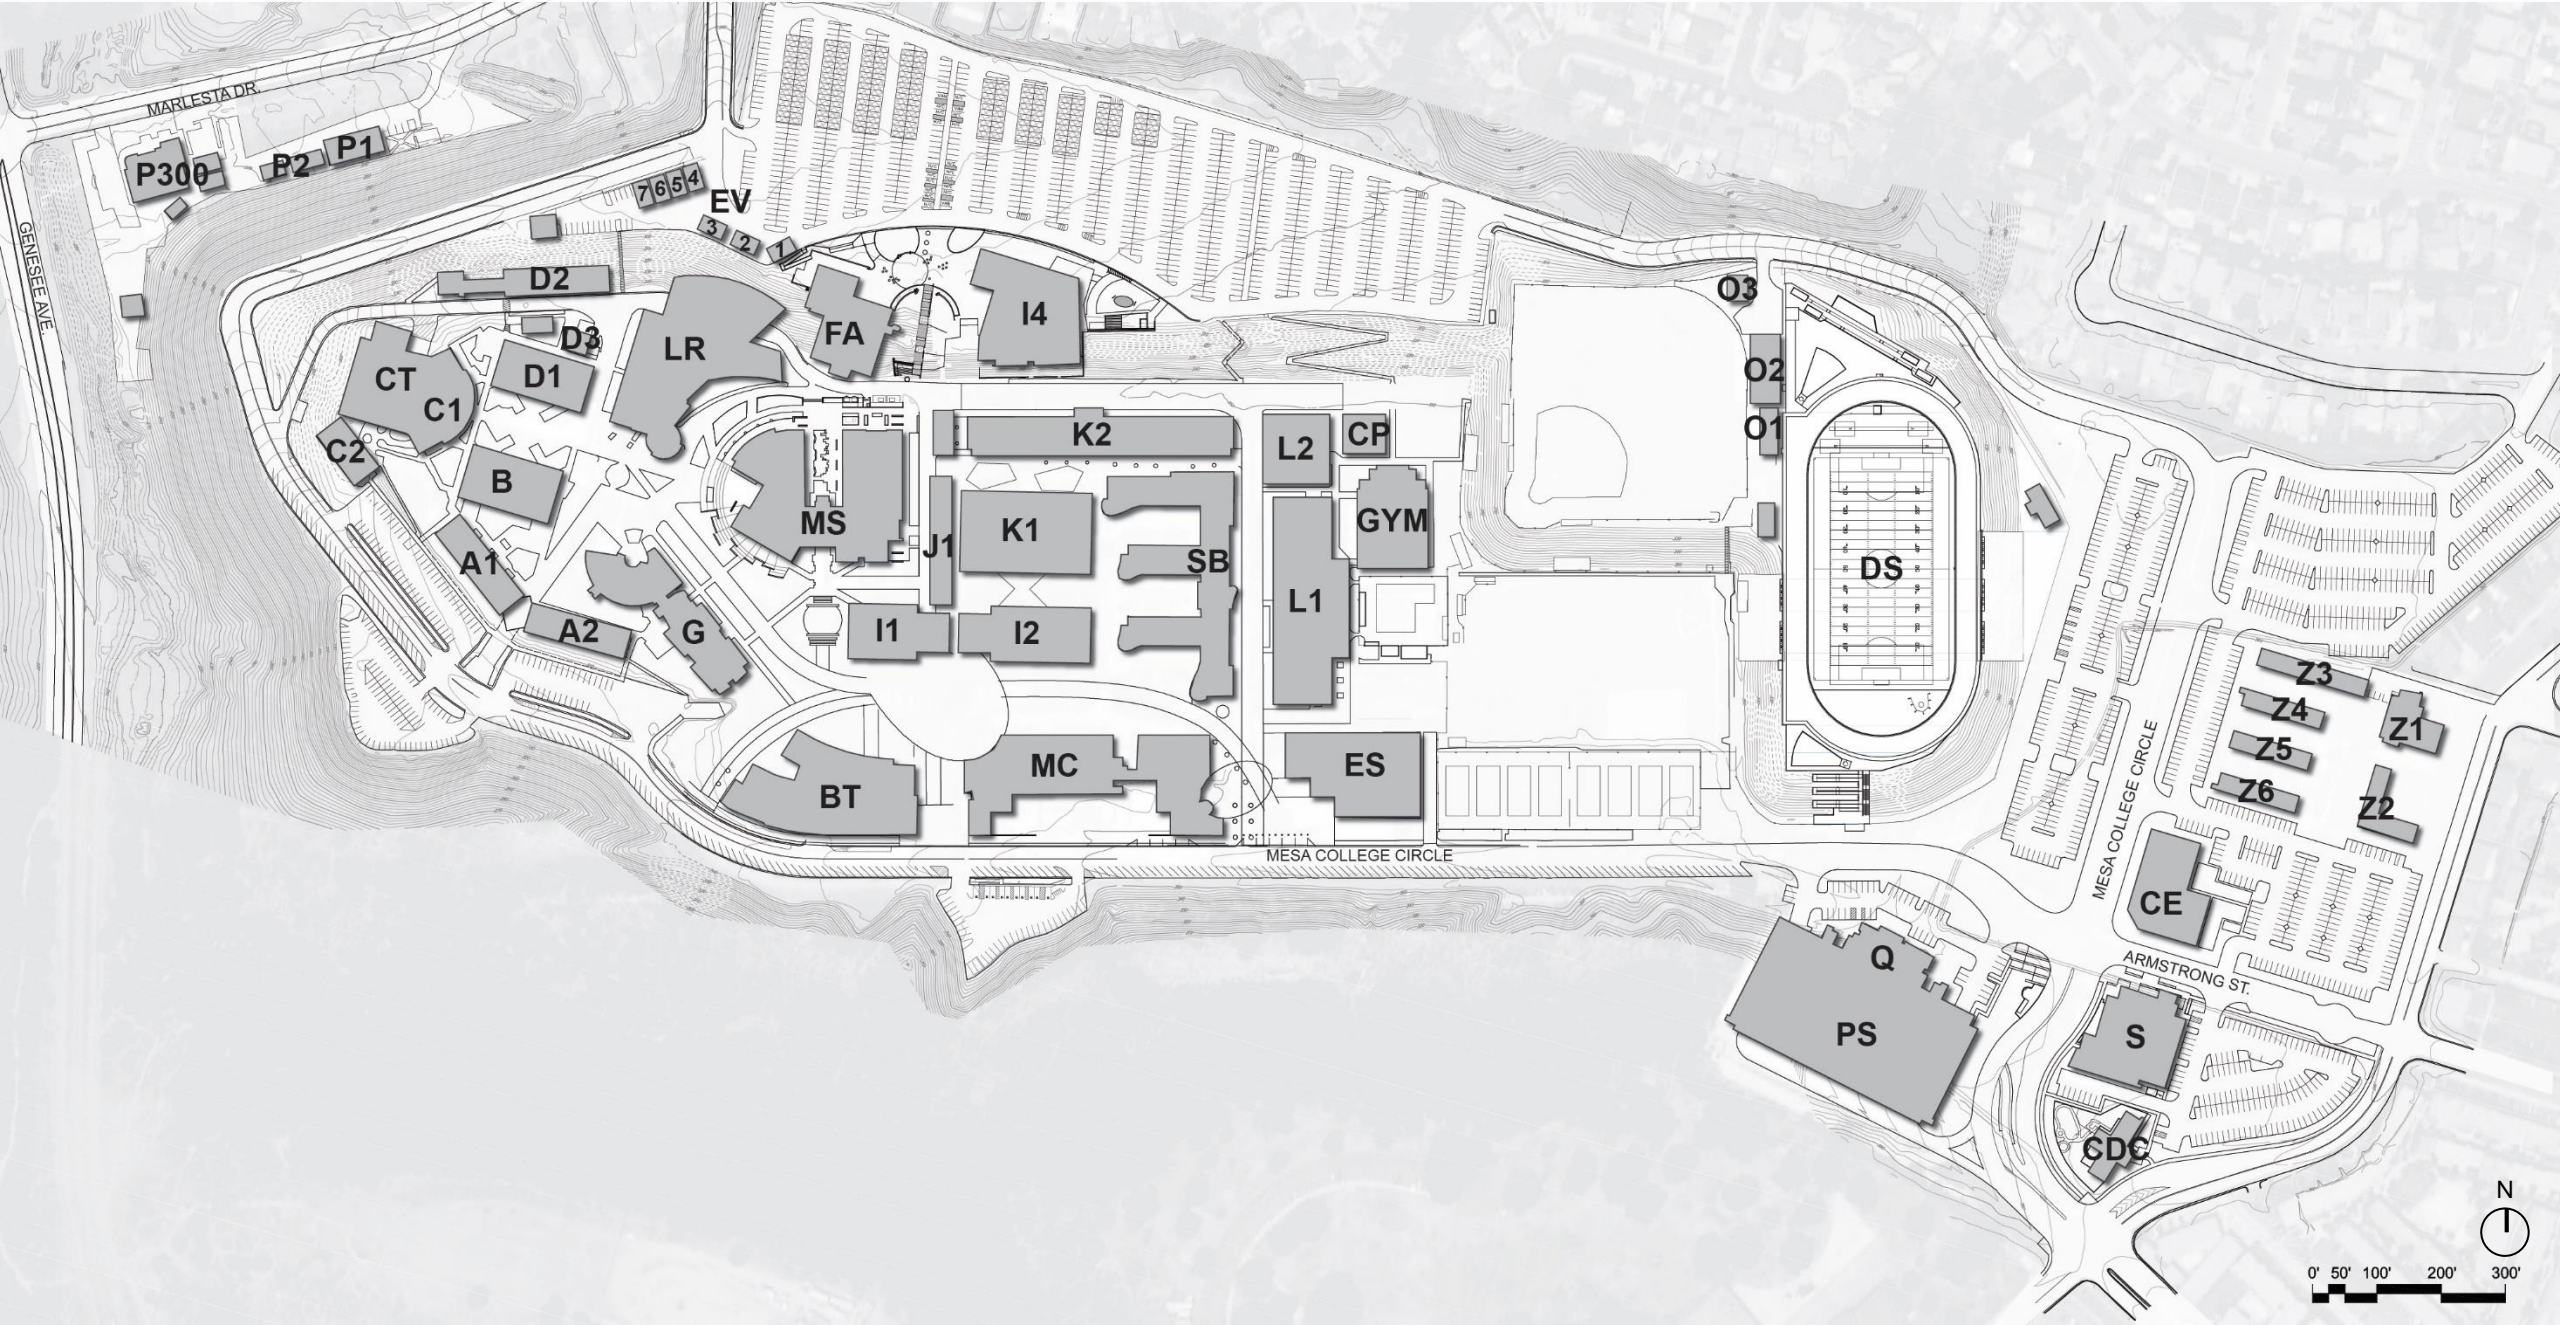 MARLESTA DR.
P300
P2
P1
7 6 5 4
EV
3
2
1
GENESEE AVE.
D2
D3
D1
LR
FA
I4
O3
CT
C1
C2
B
O2
O1
K2
L2
CP
MS
J1
K1
SB
GYM
A1
A2
G
I1
I2
L1
DS
Z3
Z4
Z5
Z6
Z1
Z2
BT
MC
ES
MESA COLLEGE CIRCLE
MESA COLLEGE CIRCLE
CE
ARMSTRONG ST.
Q
PS
S
CDC
N
0' 50' 100' 200' 300'